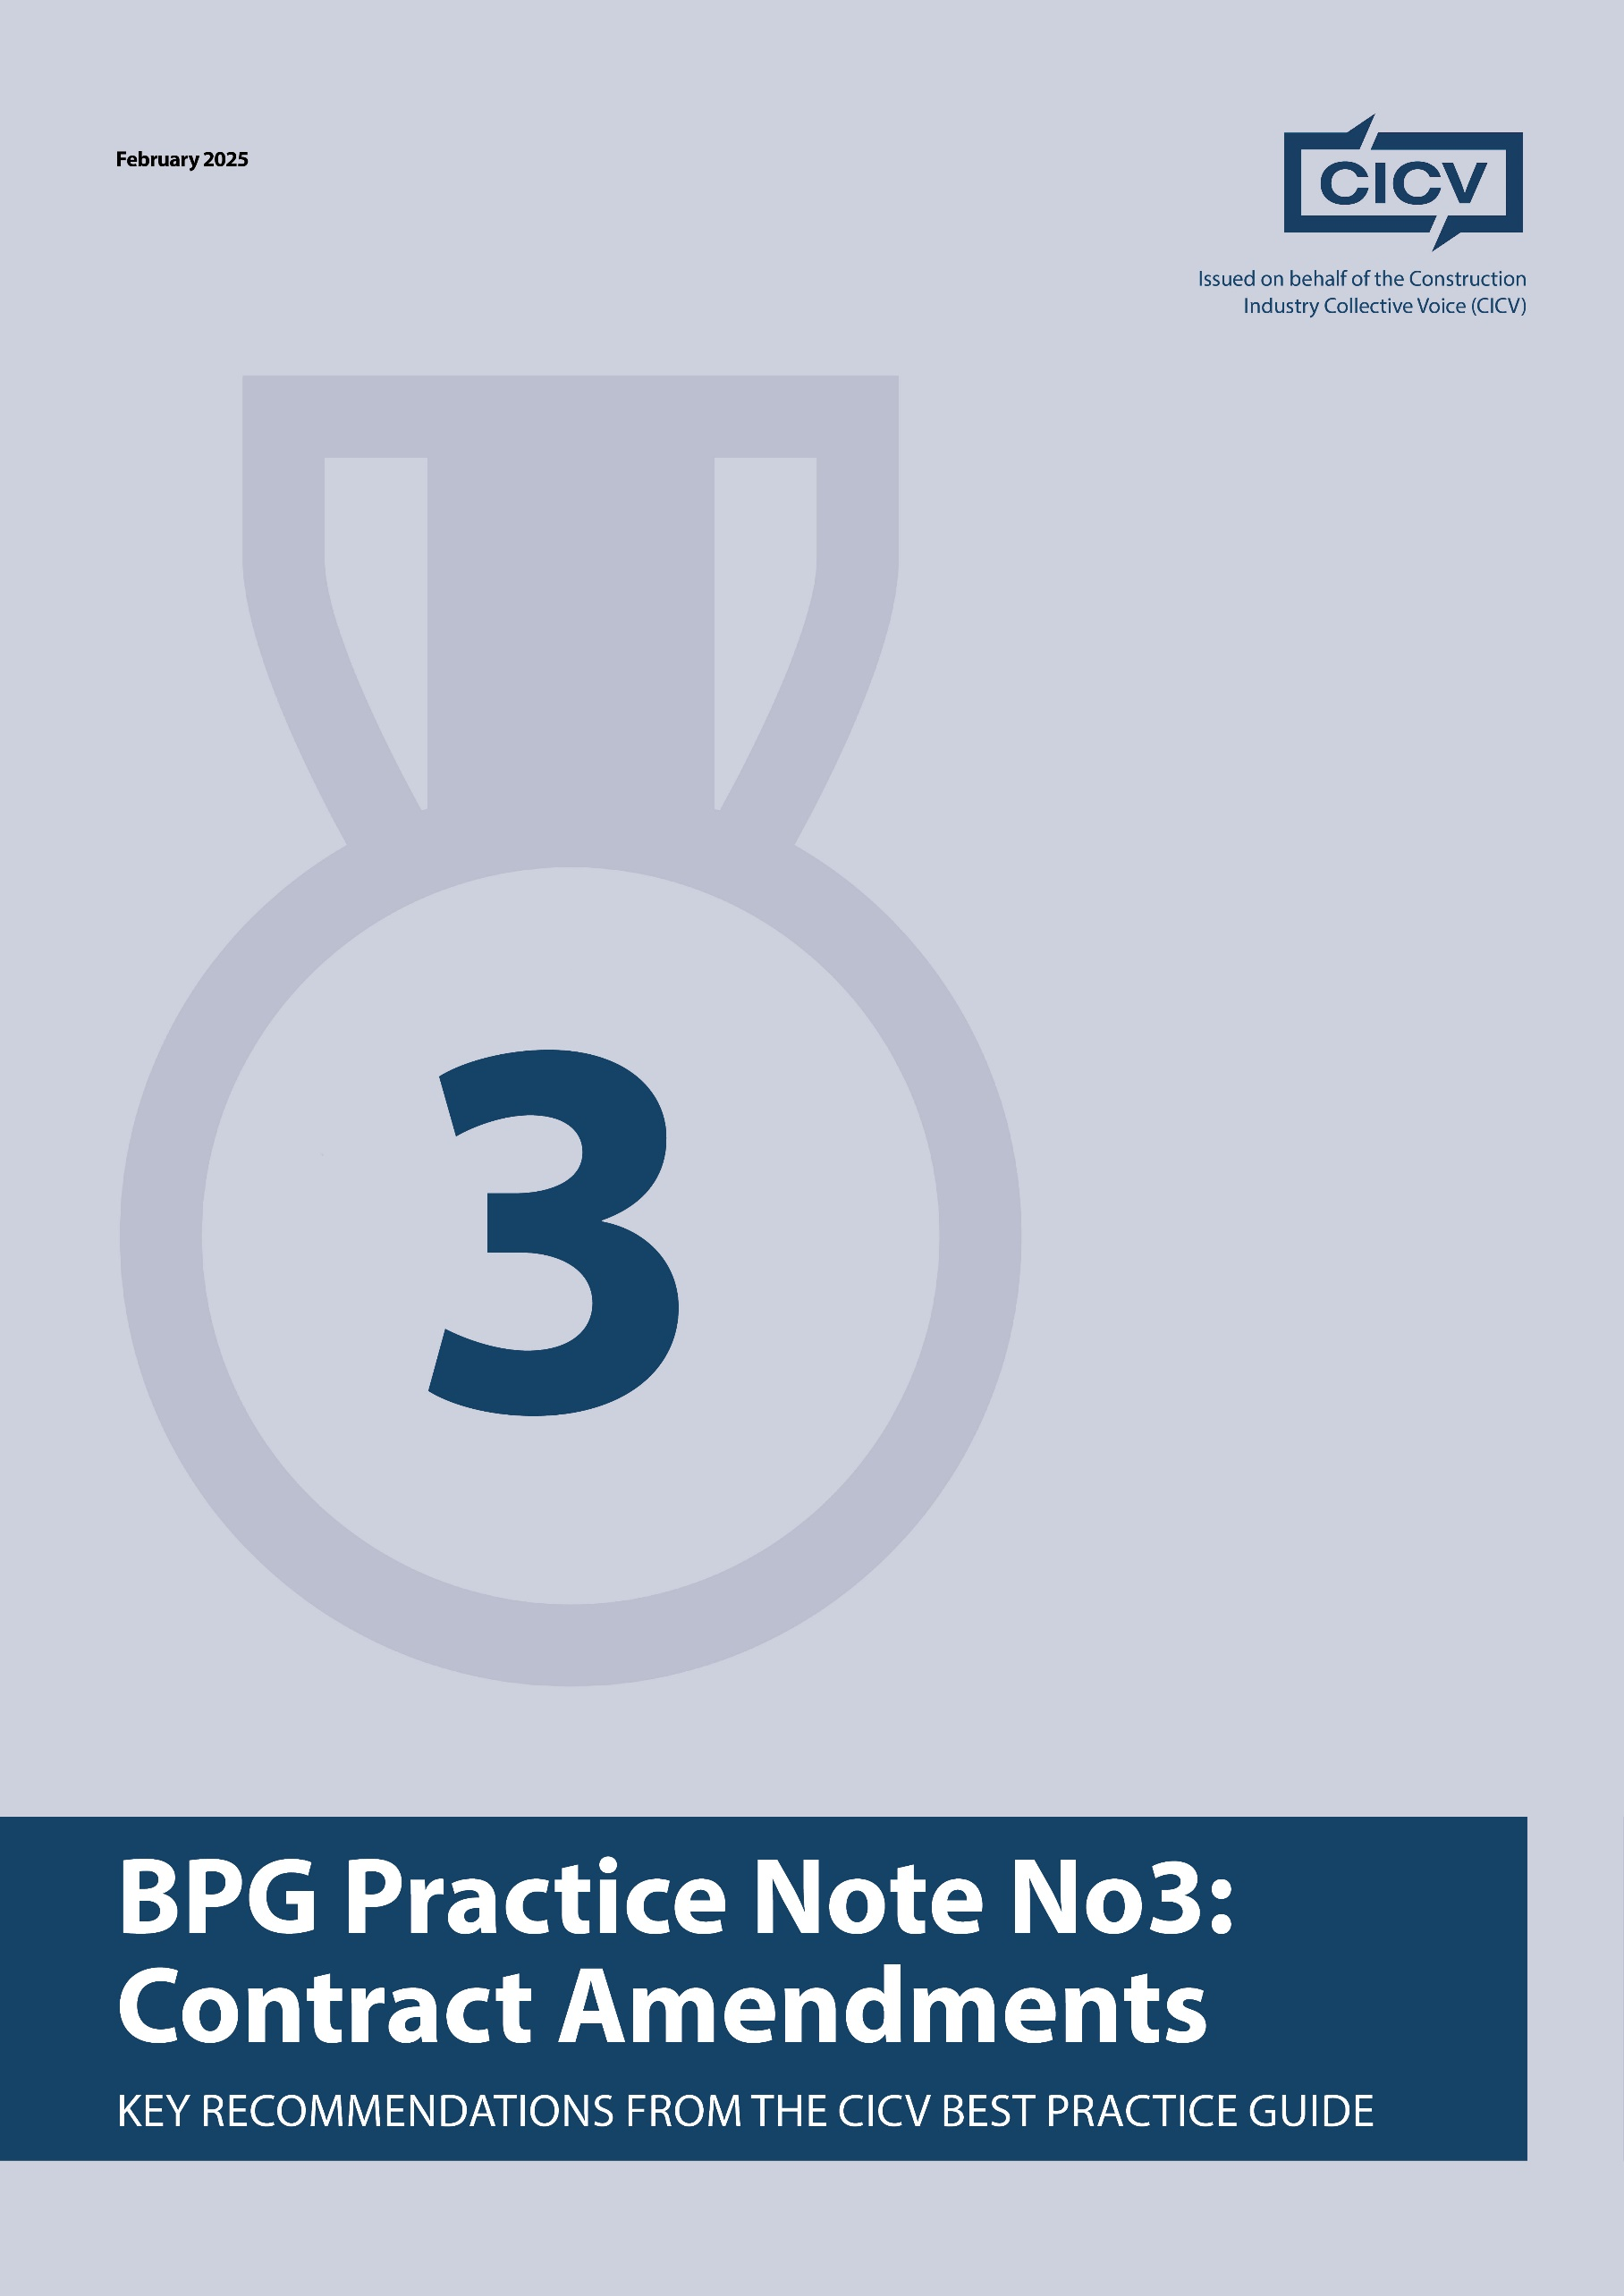 February 2025
CICV
Issued on behalf of the Construction
Industry Collective Voice (CICV)
3
BPG Practice Note No3:
Contract Amendments
KEY RECOMMENDATIONS FROM THE CICV BEST PRACTICE GUIDE